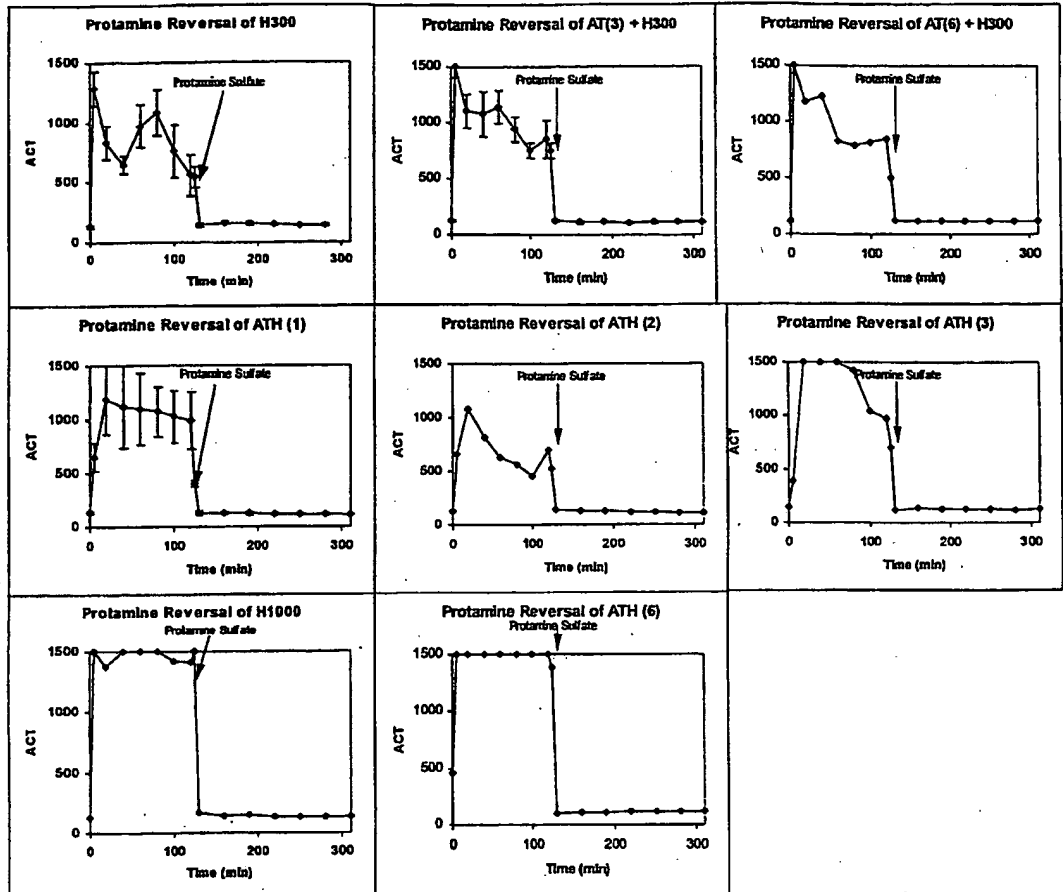 Protamine Reversal of H300
1500
1000
500
0
ACT
Protamine Sulfate
0 100 200 300
Time (min)
Protamine Reversal of AT(3) + H300
1500
1000
500
0
ACT
Protamine Sulfate
0 100 200 300
Time (min)
Protamine Reversal of AT(6) + H300
1500
1000
500
0
ACT
Protamine Sulfate
0 100 200 300
Time (min)
Protamine Reversal of ATH (1)
1500
1000
500
0
ACT
Protamine Sulfate
0 100 200 300
Time (min)
Protamine Reversal of ATH (2)
1500
1000
500
0
ACT
Protamine Sulfate
0 100 200 300
Time (min)
Protamine Reversal of ATH (3)
1500
1000
500
0
ACT
Protamine Sulfate
0 100 200 300
Time (min)
Protamine Reversal of H1000
Protamine Sulfate
1500
1000
500
0
ACT
0 100 200 300
Time (min)
Protamine Reversal of ATH (6)
Protamine Sulfate
1500
1000
500
0
ACT
0 100 200 300
Time (min)